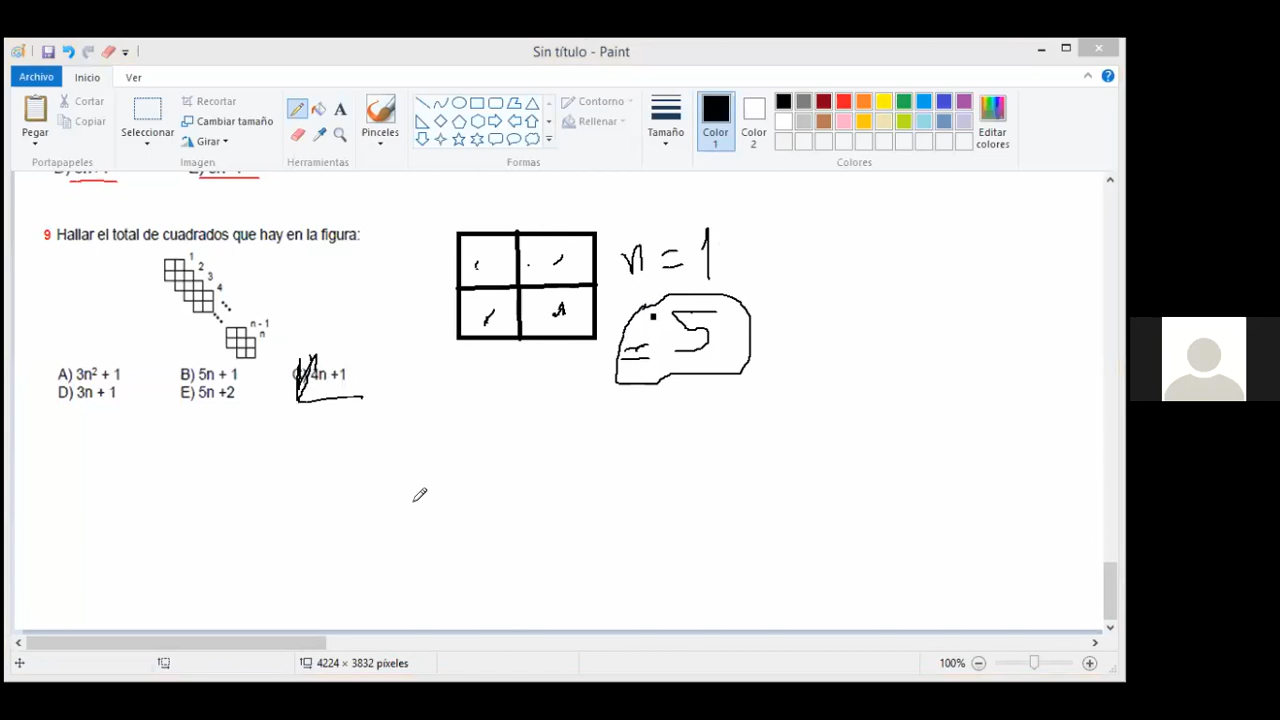 Sin título - Paint
Archivo Inicio Ver
Pegar
Cortar
Copiar
Portapapeles
Seleccionar
Recortar
Cambiar tamaño
Girar
Imagen
A
Herramientas
Pinceles
Contorno
Rellenar
Formas
Tamaño
Color 1
Color 2
Editar colores
Colores
9 Hallar el total de cuadrados que hay en la figura:
1
2
3
4
n - 1
n
n = 1
= 5
A) 3n² + 1 B) 5n + 1 4n +1
D) 3n + 1 E) 5n +2
4224 × 3832 píxeles
100%